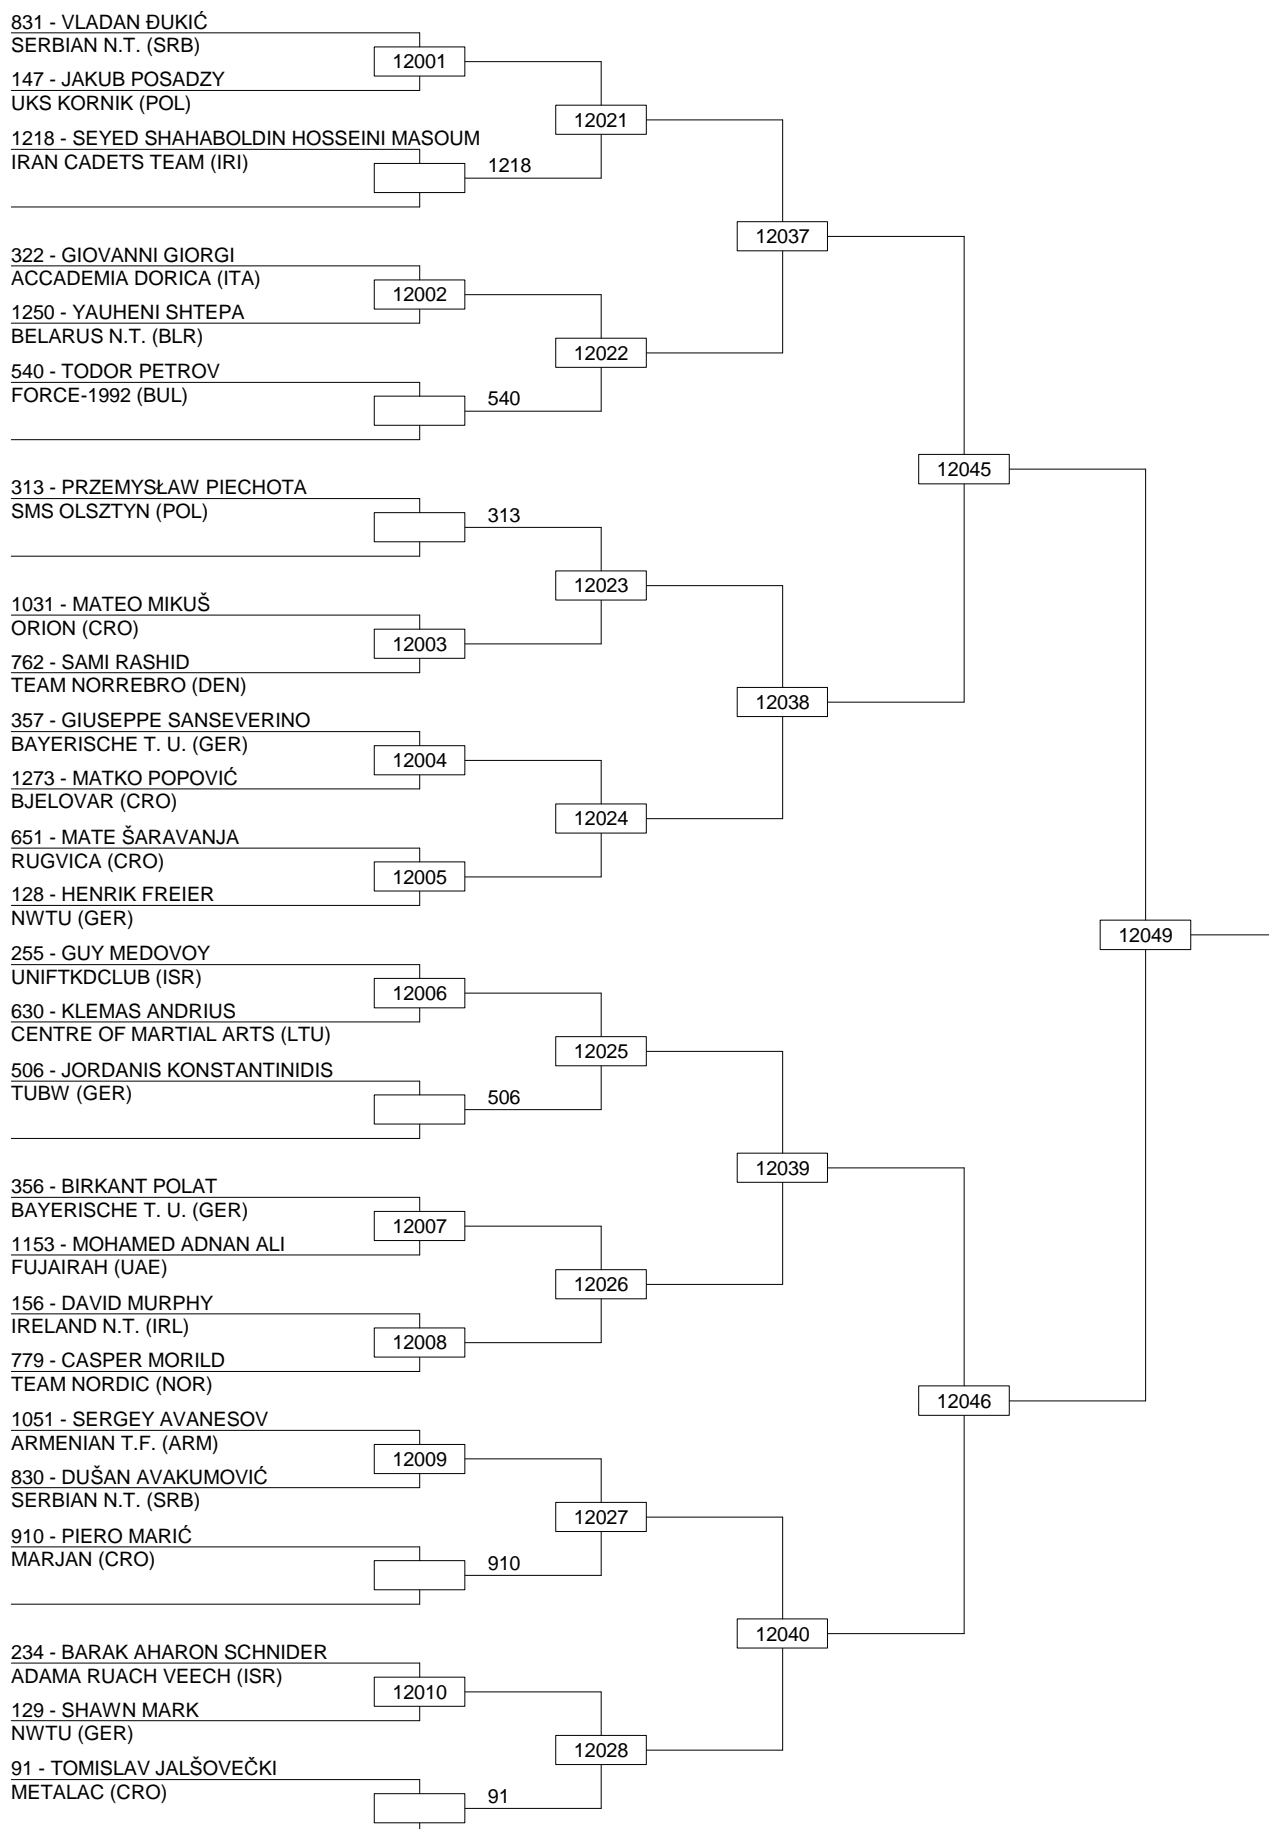 831 - VLADAN ĐUKIĆ
SERBIAN N.T. (SRB)
12001
147 - JAKUB POSADZY
UKS KORNIK (POL)
12021
1218 - SEYED SHAHABOLDIN HOSSEINI MASOUM
IRAN CADETS TEAM (IRI)
1218
12037
322 - GIOVANNI GIORGI
ACCADEMIA DORICA (ITA)
12002
1250 - YAUHENI SHTEPA
BELARUS N.T. (BLR)
12022
540 - TODOR PETROV
FORCE-1992 (BUL)
540
12045
313 - PRZEMYSŁAW PIECHOTA
SMS OLSZTYN (POL)
313
12023
1031 - MATEO MIKUŠ
ORION (CRO)
12003
762 - SAMI RASHID
TEAM NORREBRO (DEN)
12038
357 - GIUSEPPE SANSEVERINO
BAYERISCHE T. U. (GER)
12004
1273 - MATKO POPOVIĆ
BJELOVAR (CRO)
12024
651 - MATE ŠARAVANJA
RUGVICA (CRO)
12005
128 - HENRIK FREIER
NWTU (GER)
12049
255 - GUY MEDOVOY
UNIFTKDCLUB (ISR)
12006
630 - KLEMAS ANDRIUS
CENTRE OF MARTIAL ARTS (LTU)
12025
506 - JORDANIS KONSTANTINIDIS
TUBW (GER)
506
12039
356 - BIRKANT POLAT
BAYERISCHE T. U. (GER)
12007
1153 - MOHAMED ADNAN ALI
FUJAIRAH (UAE)
12026
156 - DAVID MURPHY
IRELAND N.T. (IRL)
12008
779 - CASPER MORILD
TEAM NORDIC (NOR)
12046
1051 - SERGEY AVANESOV
ARMENIAN T.F. (ARM)
12009
830 - DUŠAN AVAKUMOVIĆ
SERBIAN N.T. (SRB)
12027
910 - PIERO MARIĆ
MARJAN (CRO)
910
12040
234 - BARAK AHARON SCHNIDER
ADAMA RUACH VEECH (ISR)
12010
129 - SHAWN MARK
NWTU (GER)
12028
91 - TOMISLAV JALŠOVEČKI
METALAC (CRO)
91